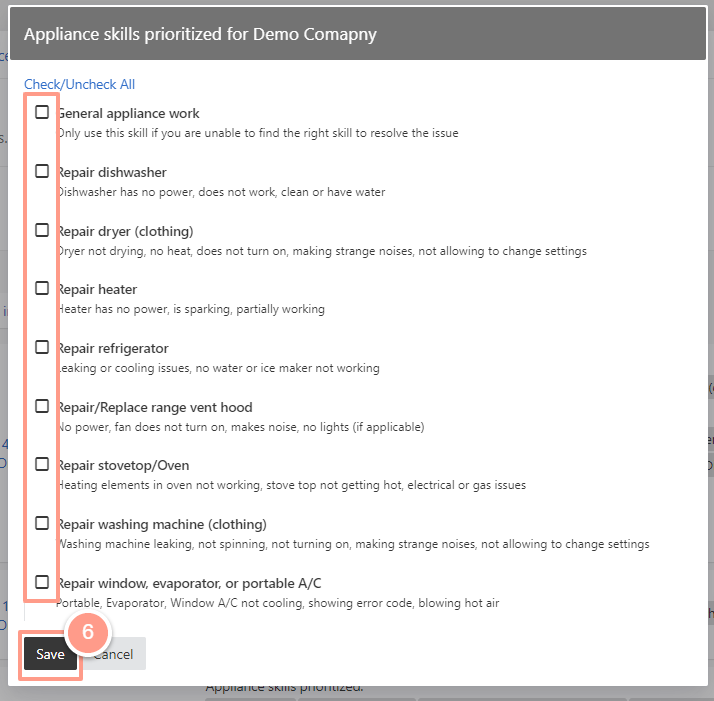 Appliance skills prioritized for Demo Comapny
Check/Uncheck All
General appliance work
Only use this skill if you are unable to find the right skill to resolve the issue
Repair dishwasher
Dishwasher has no power, does not work, clean or have water
Repair dryer (clothing)
Dryer not drying, no heat, does not turn on, making strange noises, not allowing to change settings
Repair heater
Heater has no power, is sparking, partially working
Repair refrigerator
Leaking or cooling issues, no water or ice maker not working
Repair/Replace range vent hood
No power, fan does not turn on, makes noise, no lights (if applicable)
Repair stovetop/Oven
Heating elements in oven not working, stove top not getting hot, electrical or gas issues
Repair washing machine (clothing)
Washing machine leaking, not spinning, not turning on, making strange noises, not allowing to change settings
Repair window, evaporator, or portable A/C
Portable, Evaporator, Window A/C not cooling, showing error code, blowing hot air
6
Save Cancel
Appliance skills prioritized: